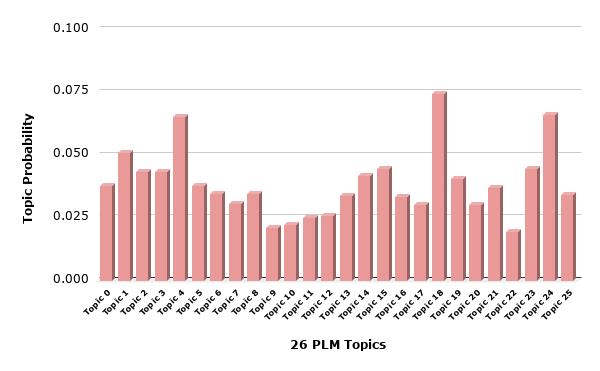 0.100
0.075
0.050
0.025
0.000
Topic Probability
Topic 0
Topic 1
Topic 2
Topic 3
Topic 4
Topic 5
Topic 6
Topic 7
Topic 8
Topic 9
Topic 10
Topic 11
Topic 12
Topic 13
Topic 14
Topic 15
Topic 16
Topic 17
Topic 18
Topic 19
Topic 20
Topic 21
Topic 22
Topic 23
Topic 24
Topic 25
26 PLM Topics